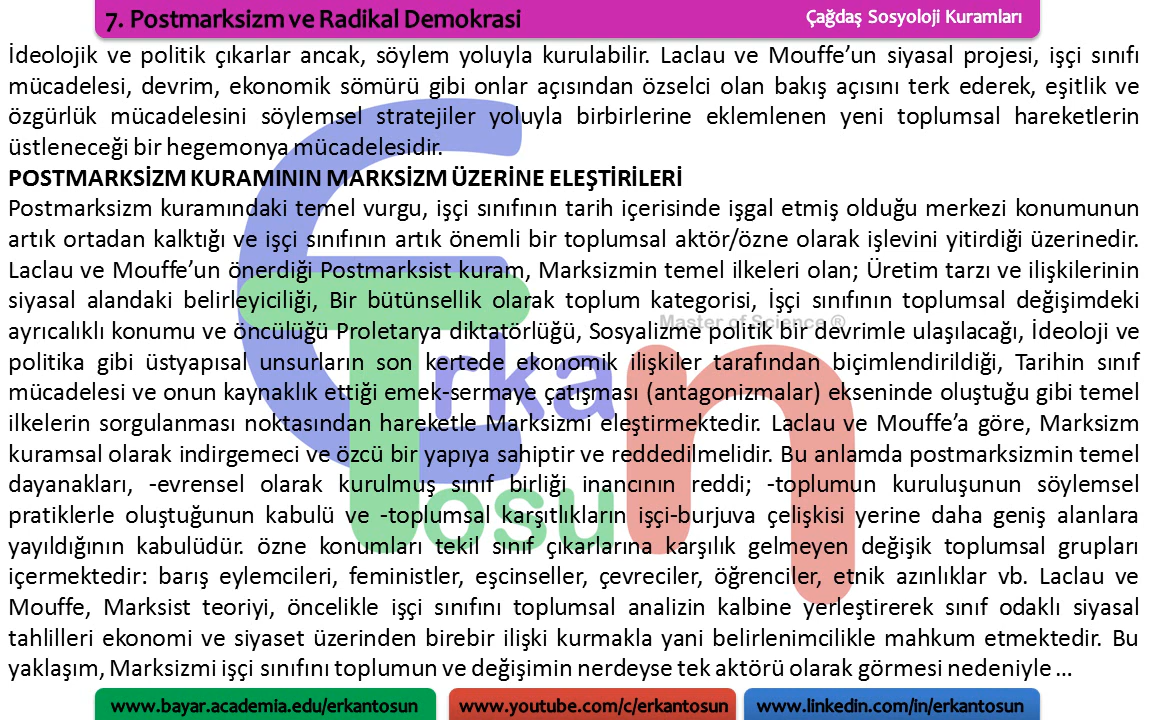 7. Postmarksizm ve Radikal Demokrasi
Çağdaş Sosyoloji Kuramları
İdeolojik ve politik çıkarlar ancak, söylem yoluyla kurulabilir. Laclau ve Mouffe’un siyasal projesi, işçi sınıfı
mücadelesi, devrim, ekonomik sömürü gibi onlar açısından özselci olan bakış açısını terk ederek, eşitlik ve
özgürlük mücadelesini söylemsel stratejiler yoluyla birbirlerine eklemlenen yeni toplumsal hareketlerin
üstleneceği bir hegemonya mücadelesidir.
POSTMARKSİZM KURAMININ MARKSİZM ÜZERİNE ELEŞTİRİLERİ
Postmarksizm kuramındaki temel vurgu, işçi sınıfının tarih içerisinde işgal etmiş olduğu merkezi konumunun
artık ortadan kalktığı ve işçi sınıfının artık önemli bir toplumsal aktör/özne olarak işlevini yitirdiği üzerinedir.
Laclau ve Mouffe’un önerdiği Postmarksist kuram, Marksizmin temel ilkeleri olan; Üretim tarzı ve ilişkilerinin
siyasal alandaki belirleyiciliği, Bir bütünsellik olarak toplum kategorisi, İşçi sınıfının toplumsal değişimdeki
Master of Science ®
ayrıcalıklı konumu ve öncülüğü Proletarya diktatörlüğü, Sosyalizme politik bir devrimle ulaşılacağı, İdeoloji ve
politika gibi üstyapısal unsurların son kertede ekonomik ilişkiler tarafından biçimlendirildiği, Tarihin sınıf
mücadelesi ve onun kaynaklık ettiği emek-sermaye çatışması (antagonizmalar) ekseninde oluştuğu gibi temel
ilkelerin sorgulanması noktasından hareketle Marksizmi eleştirmektedir. Laclau ve Mouffe’a göre, Marksizm
kuramsal olarak indirgemeci ve özcü bir yapıya sahiptir ve reddedilmelidir. Bu anlamda postmarksizmin temel
dayanakları, -evrensel olarak kurulmuş sınıf birliği inancının reddi; -toplumun kuruluşunun söylemsel
pratiklerle oluştuğunun kabulü ve -toplumsal karşıtlıkların işçi-burjuva çelişkisi yerine daha geniş alanlara
yayıldığının kabulüdür. özne konumları tekil sınıf çıkarlarına karşılık gelmeyen değişik toplumsal grupları
içermektedir: barış eylemcileri, feministler, eşcinseller, çevreciler, öğrenciler, etnik azınlıklar vb. Laclau ve
Mouffe, Marksist teoriyi, öncelikle işçi sınıfını toplumsal analizin kalbine yerleştirerek sınıf odaklı siyasal
tahlilleri ekonomi ve siyaset üzerinden birebir ilişki kurmakla yani belirlenimcilikle mahkum etmektedir. Bu
yaklaşım, Marksizmi işçi sınıfını toplumun ve değişimin nerdeyse tek aktörü olarak görmesi nedeniyle ...
Erkan
Tosun
www.bayar.academia.edu/erkantosun
www.youtube.com/c/erkantosun
www.linkedin.com/in/erkantosun